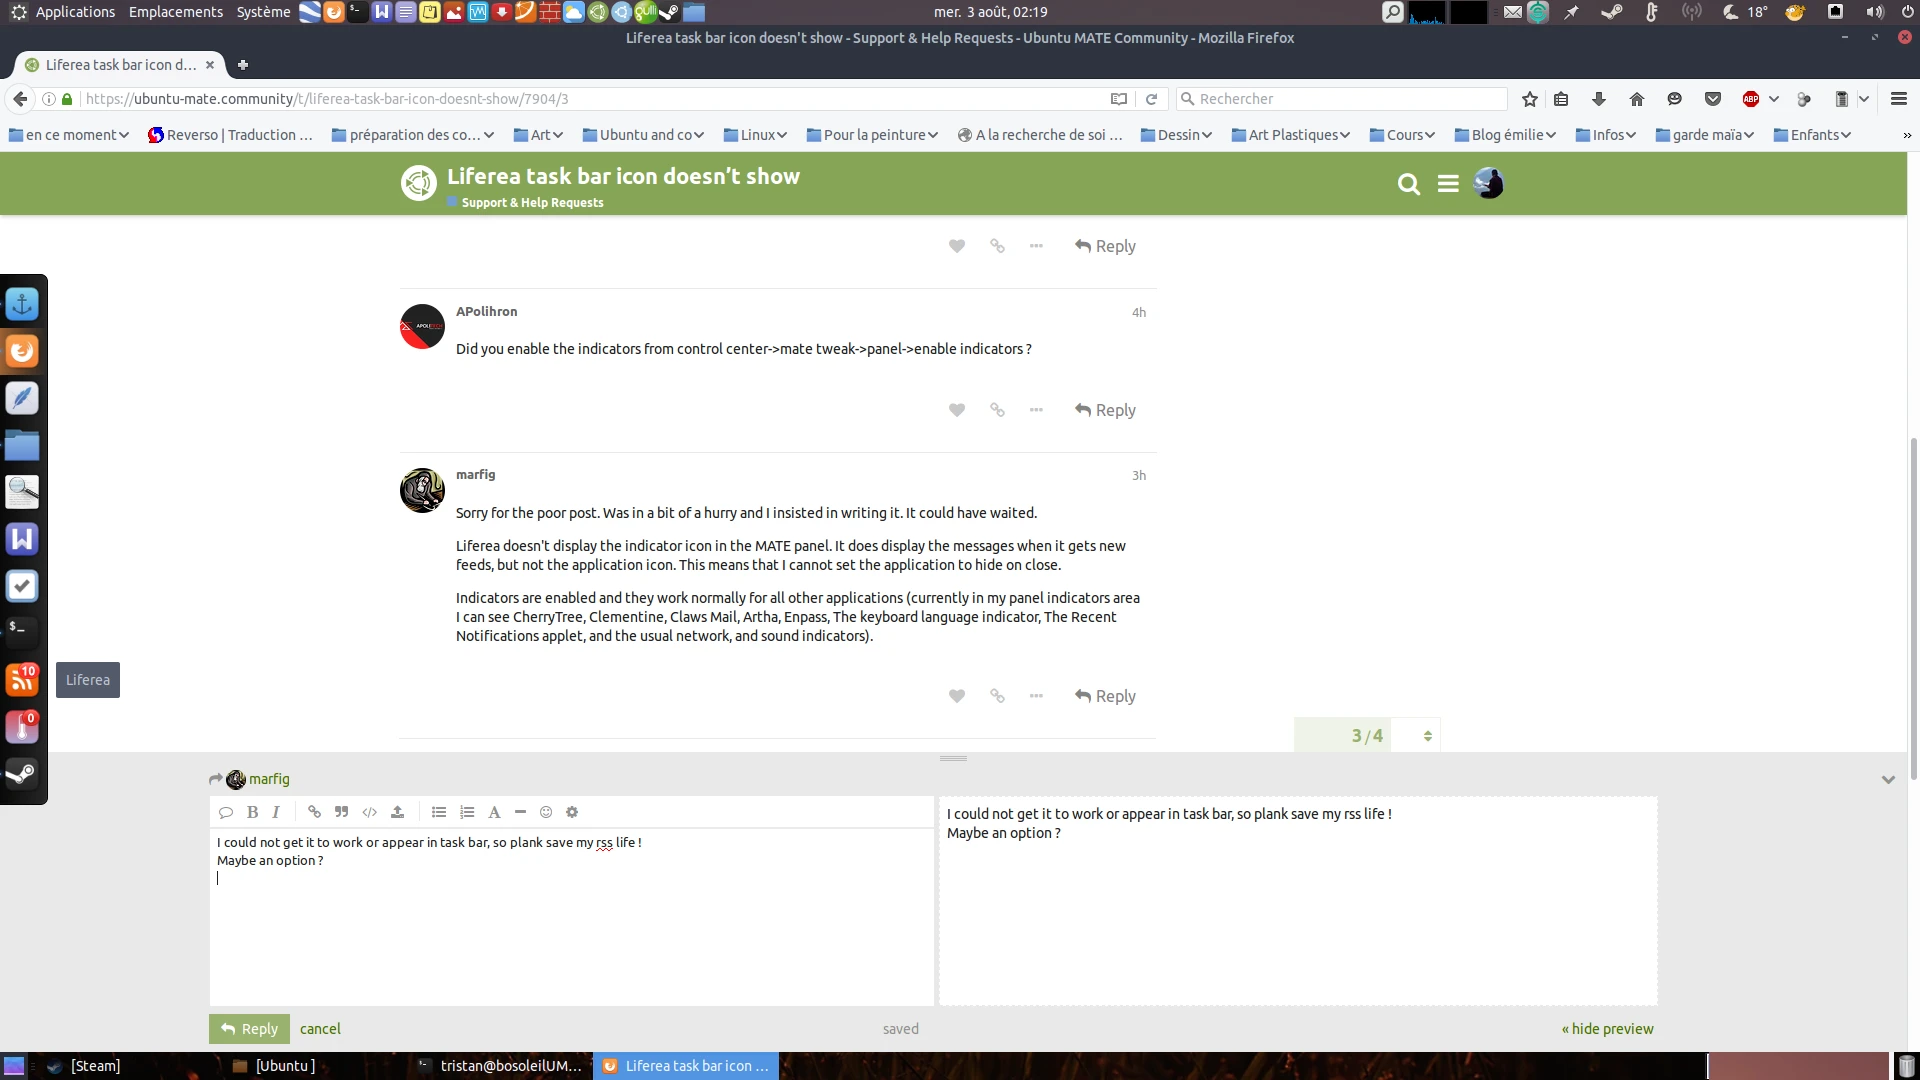 Applications Emplacements Système mer. 3 août, 02:19 18°
Liferea task bar icon doesn't show - Support & Help Requests - Ubuntu MATE Community - Mozilla Firefox
Liferea task bar icon d...
https://ubuntu-mate.community/t/liferea-task-bar-icon-doesnt-show/7904/3 Rechercher ABP
en ce moment Reverso | Traduction ... préparation des co... Art Ubuntu and co Linux Pour la peinture A la recherche de soi ... Dessin Art Plastiques Cours Blog émilie Infos garde maïa Enfants »
Liferea task bar icon doesn’t show
Support & Help Requests
Reply
APolihron 4h
Did you enable the indicators from control center->mate tweak->panel->enable indicators ?
Reply
marfig 3h
Sorry for the poor post. Was in a bit of a hurry and I insisted in writing it. It could have waited.
Liferea doesn't display the indicator icon in the MATE panel. It does display the messages when it gets new
feeds, but not the application icon. This means that I cannot set the application to hide on close.
Indicators are enabled and they work normally for all other applications (currently in my panel indicators area
I can see CherryTree, Clementine, Claws Mail, Artha, Enpass, The keyboard language indicator, The Recent
Notifications applet, and the usual network, and sound indicators).
10
Liferea
Reply
0
3 / 4
marfig
B I A
I could not get it to work or appear in task bar, so plank save my rss life !
Maybe an option ?
I could not get it to work or appear in task bar, so plank save my rss life !
Maybe an option ?
Reply cancel saved « hide preview
[Steam] [Ubuntu ] tristan@bosoleilUM... Liferea task bar icon ...